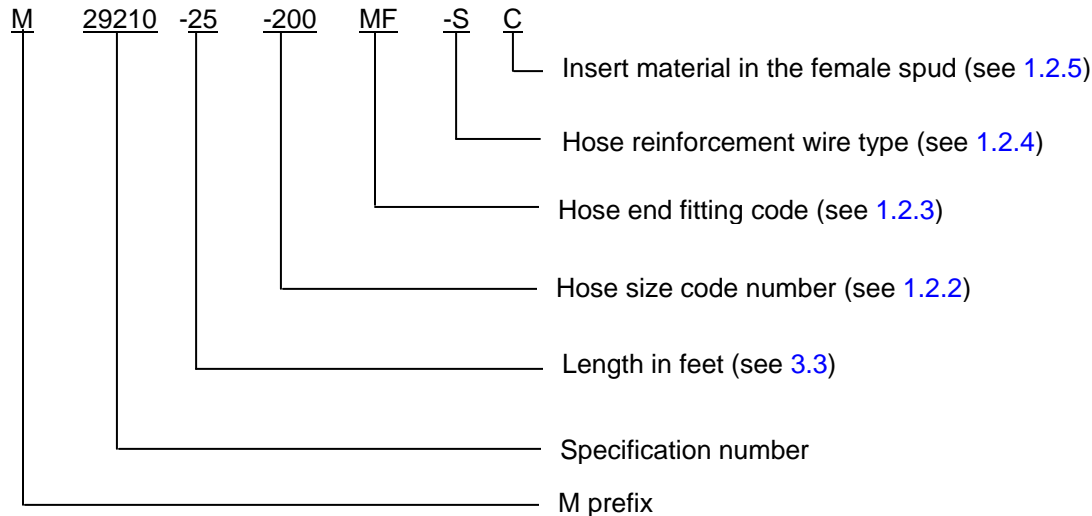 M 29210 -25 -200 MF -S C
Insert material in the female spud (see 1.2.5)
Hose reinforcement wire type (see 1.2.4)
Hose end fitting code (see 1.2.3)
Hose size code number (see 1.2.2)
Length in feet (see 3.3)
Specification number
M prefix